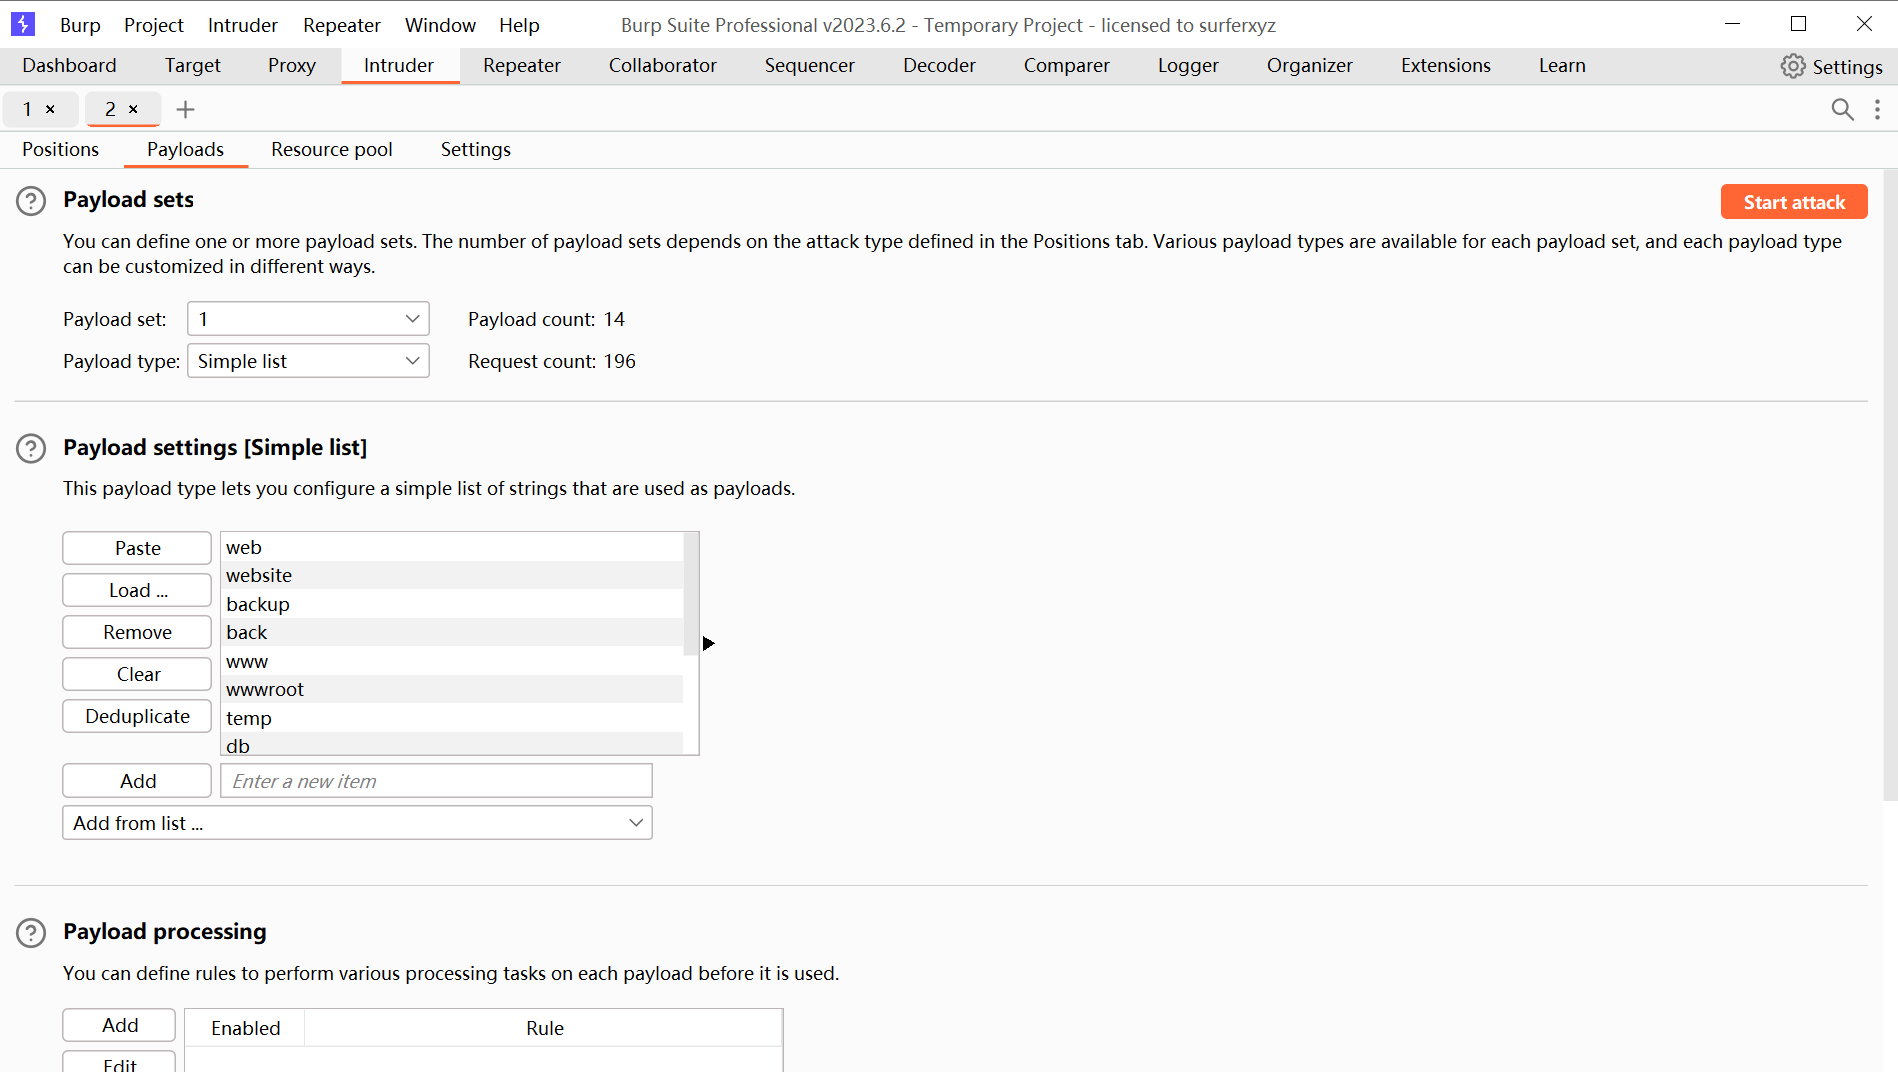 Burp Project Intruder Repeater Window Help Burp Suite Professional v2023.6.2 - Temporary Project - licensed to surferxyz
Dashboard Target Proxy Intruder Repeater Collaborator Sequencer Decoder Comparer Logger Organizer Extensions Learn Settings
1 × 2 × +
Positions Payloads Resource pool Settings
? Payload sets Start attack
You can define one or more payload sets. The number of payload sets depends on the attack type defined in the Positions tab. Various payload types are available for each payload set, and each payload type
can be customized in different ways.
Payload set: 1 Payload count: 14
Payload type: Simple list Request count: 196
? Payload settings [Simple list]
This payload type lets you configure a simple list of strings that are used as payloads.
Paste web
Load ... website
Remove backup
Clear back
Deduplicate www
wwwroot
temp
db
Add Enter a new item
Add from list ...
? Payload processing
You can define rules to perform various processing tasks on each payload before it is used.
Add Enabled Rule
Edit